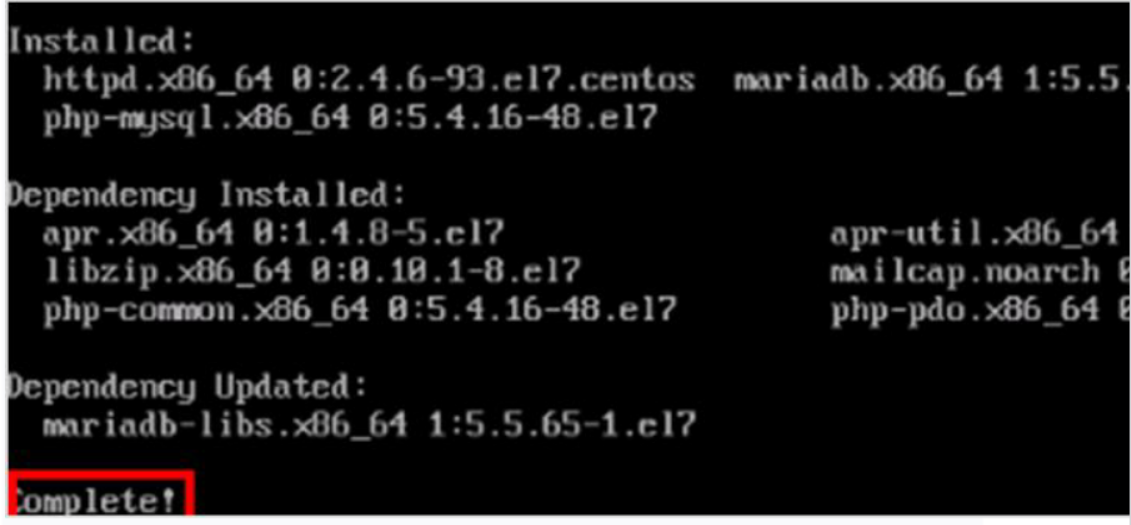 Installed:
httpd.x86_64 0:2.4.6-93.el7.centos mariadb.x86_64 1:5.5.
php-mysql.x86_64 0:5.4.16-48.el7
Dependency Installed:
apr.x86_64 0:1.4.8-5.el7 apr-util.x86_64
libzip.x86_64 0:0.10.1-8.el7 mailcap.noarch 0
php-common.x86_64 0:5.4.16-48.el7 php-pdo.x86_64 0
Dependency Updated:
mariadb-libs.x86_64 1:5.5.65-1.el7
Complete!